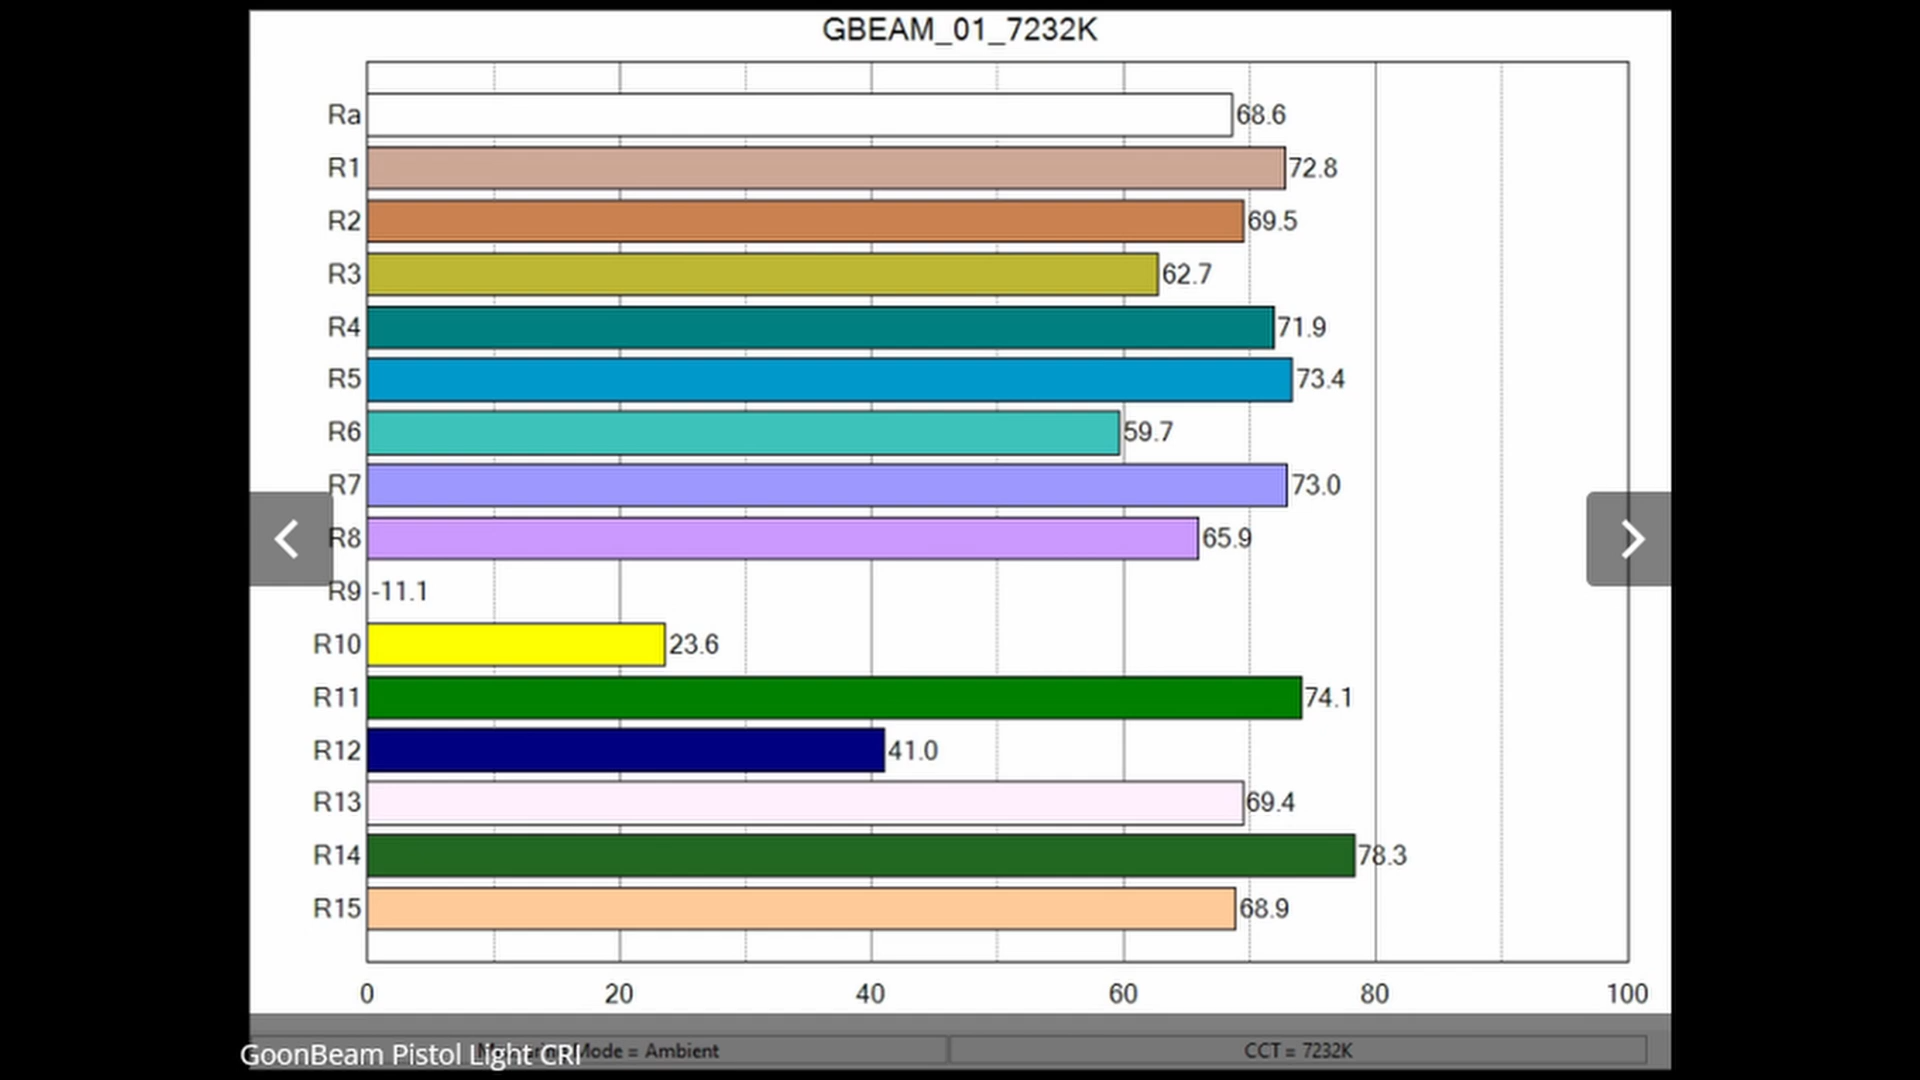 GBEAM_01_7232K
Ra 68.6
R1 72.8
R2 69.5
R3 62.7
R4 71.9
R5 73.4
R6 59.7
R7 73.0
R8 65.9
R9 -11.1
R10 23.6
R11 74.1
R12 41.0
R13 69.4
R14 78.3
R15 68.9
0 20 40 60 80 100
Mode = Ambient CCT = 7232K
GoonBeam Pistol Light CRI